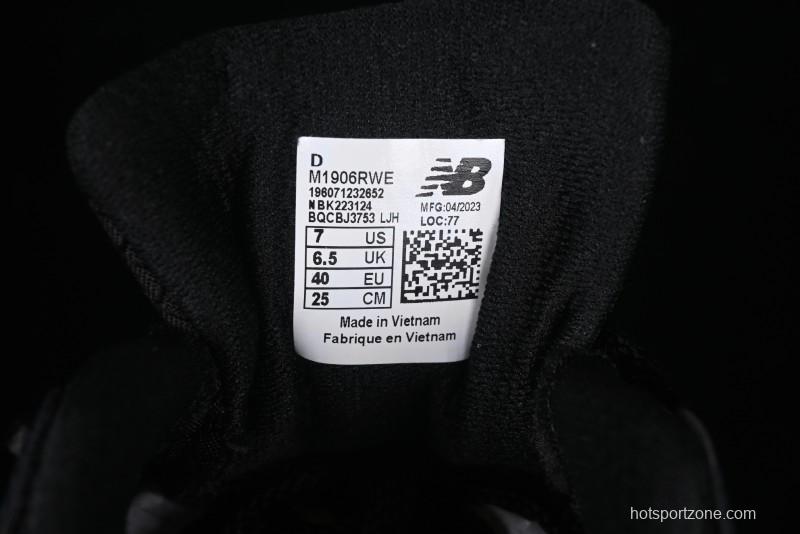 D
M1906RWE
196071232652
NBK223124
BQCBJ3753 LJH
NB
MFG:04/2023
LOC:77
7 US
6.5 UK
40 EU
25 CM
Made in Vietnam
Fabrique en Vietnam
hotsportzone.com